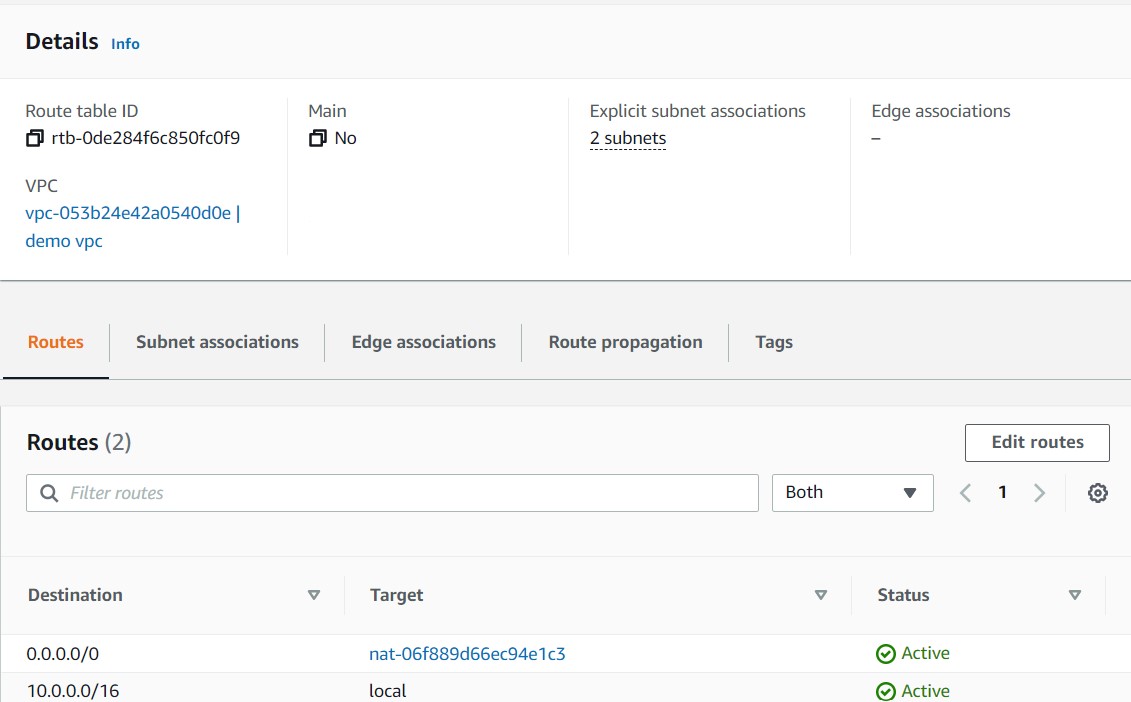 Details Info
Route table ID
rtb-0de284f6c850fc0f9
Main
No
Explicit subnet associations
2 subnets
Edge associations
–
VPC
vpc-053b24e42a0540d0e |
demo vpc
Routes Subnet associations Edge associations Route propagation Tags
Routes (2)
Edit routes
Filter routes
Both
1
Destination Target Status
0.0.0.0/0 nat-06f889d66ec94e1c3 Active
10.0.0.0/16 local Active